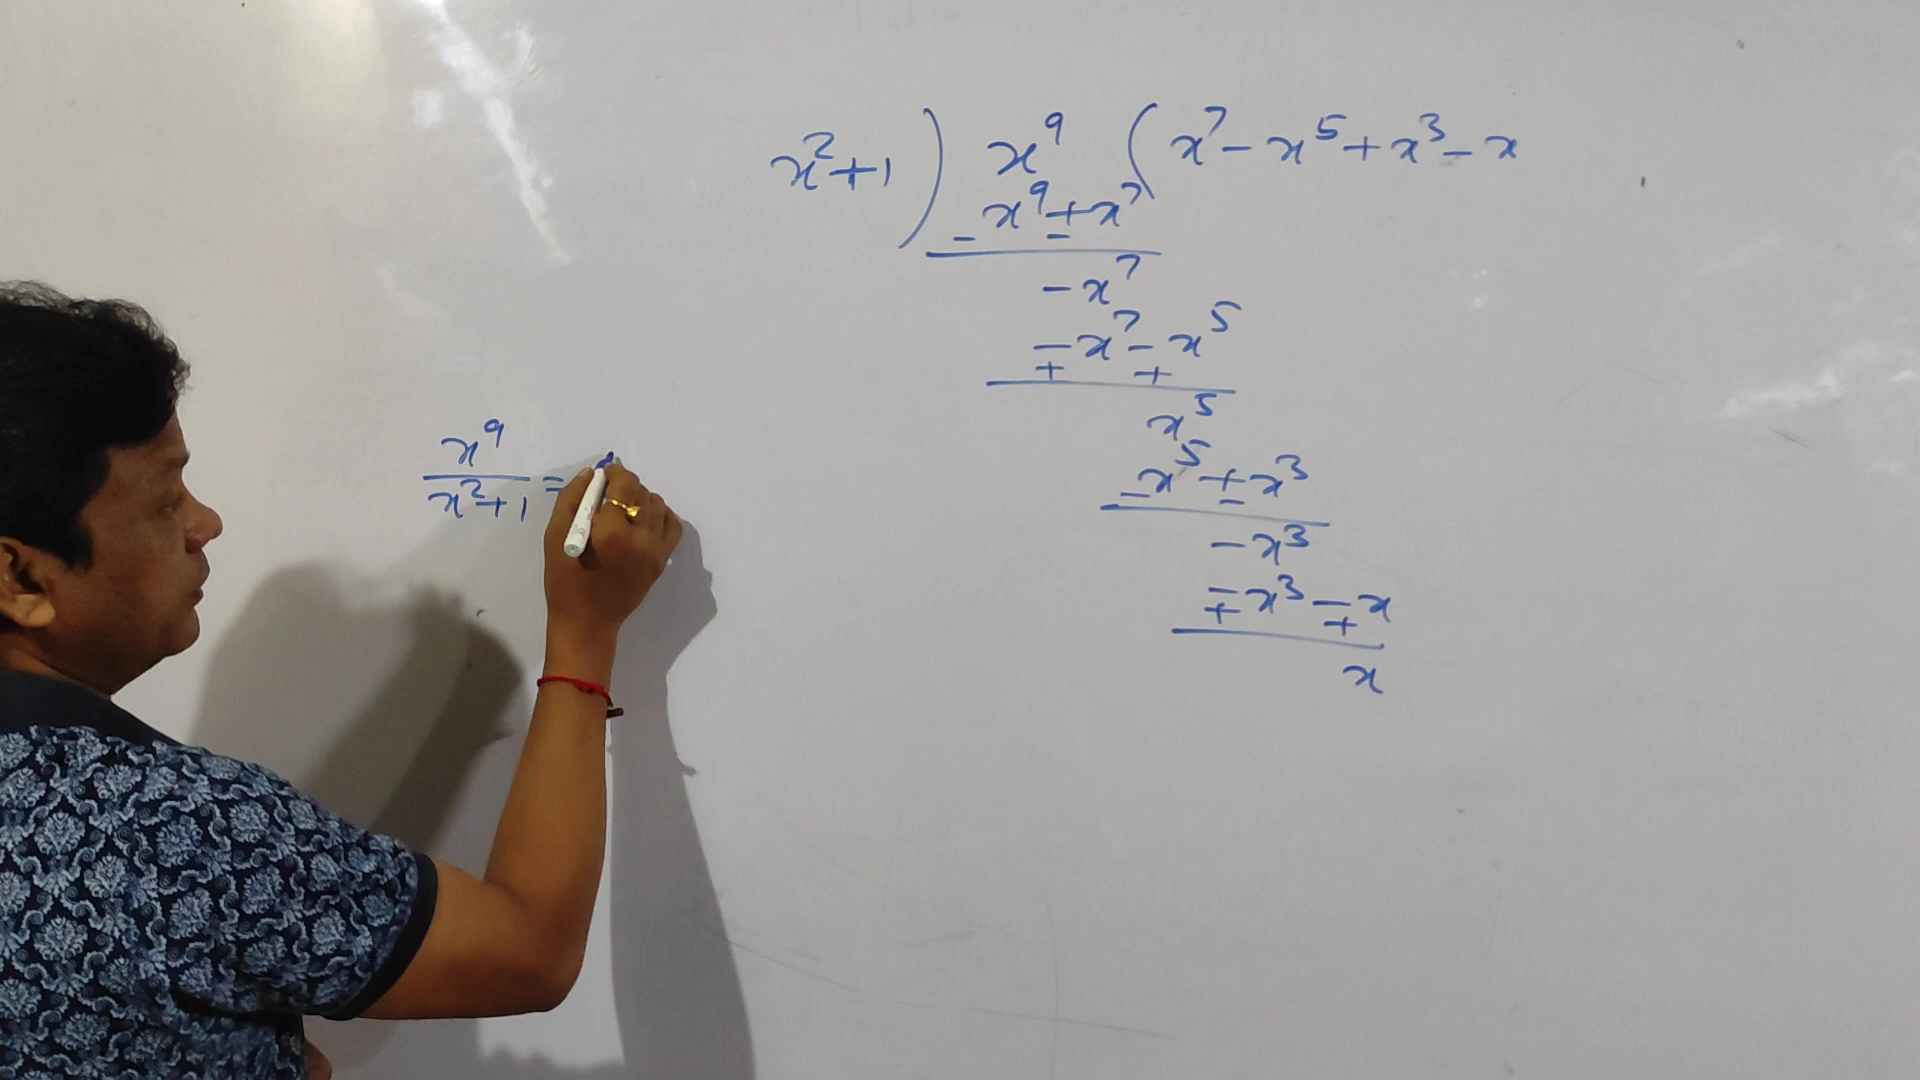 x²+1 ) x⁹ ( x⁷ - x⁵ + x³ - x
x⁹ + x⁷
- -
- x⁷
- x⁷ - x⁵
+ +
x⁵
x⁵ + x³
- -
- x³
- x³ - x
+ +
x
x⁹
x²+1 =